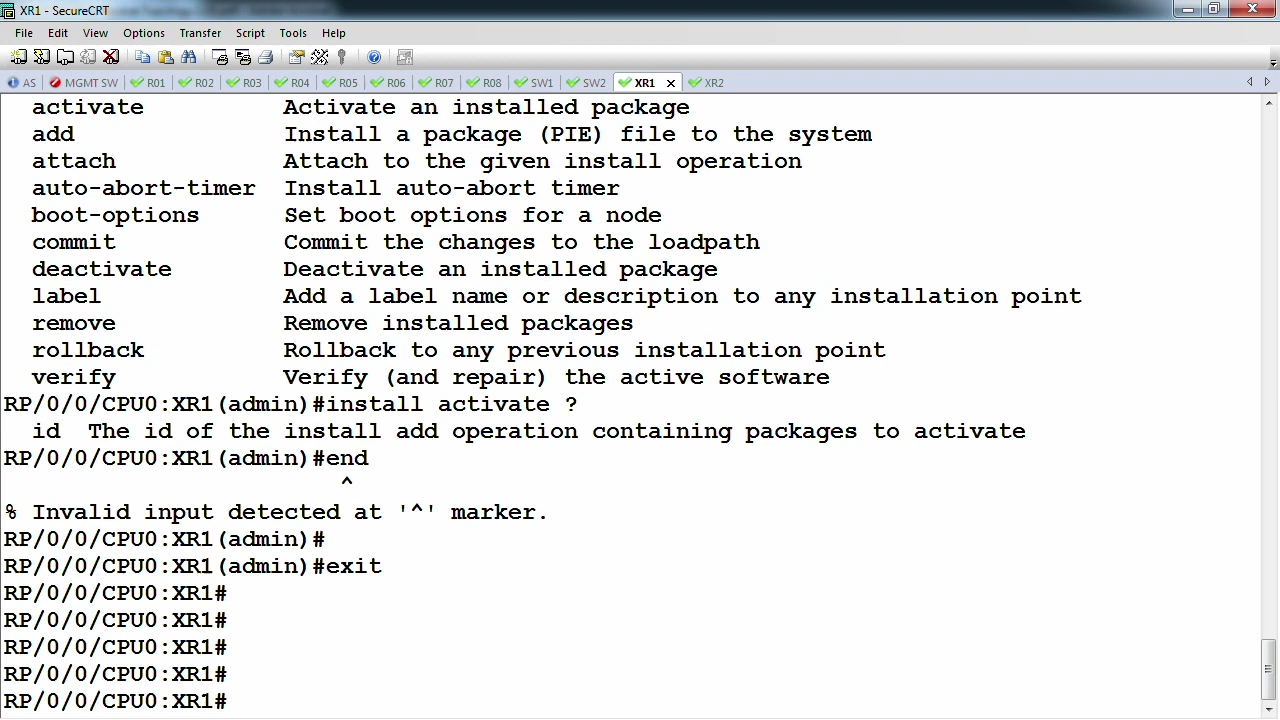 XR1 - SecureCRT
File Edit View Options Transfer Script Tools Help
AS MGMT SW R01 R02 R03 R04 R05 R06 R07 R08 SW1 SW2 XR1 XR2
activate Activate an installed package
add Install a package (PIE) file to the system
attach Attach to the given install operation
auto-abort-timer Install auto-abort timer
boot-options Set boot options for a node
commit Commit the changes to the loadpath
deactivate Deactivate an installed package
label Add a label name or description to any installation point
remove Remove installed packages
rollback Rollback to any previous installation point
verify Verify (and repair) the active software
RP/0/0/CPU0:XR1(admin)#install activate ?
id The id of the install add operation containing packages to activate
RP/0/0/CPU0:XR1(admin)#end
^
% Invalid input detected at '^' marker.
RP/0/0/CPU0:XR1(admin)#
RP/0/0/CPU0:XR1(admin)#exit
RP/0/0/CPU0:XR1#
RP/0/0/CPU0:XR1#
RP/0/0/CPU0:XR1#
RP/0/0/CPU0:XR1#
RP/0/0/CPU0:XR1#